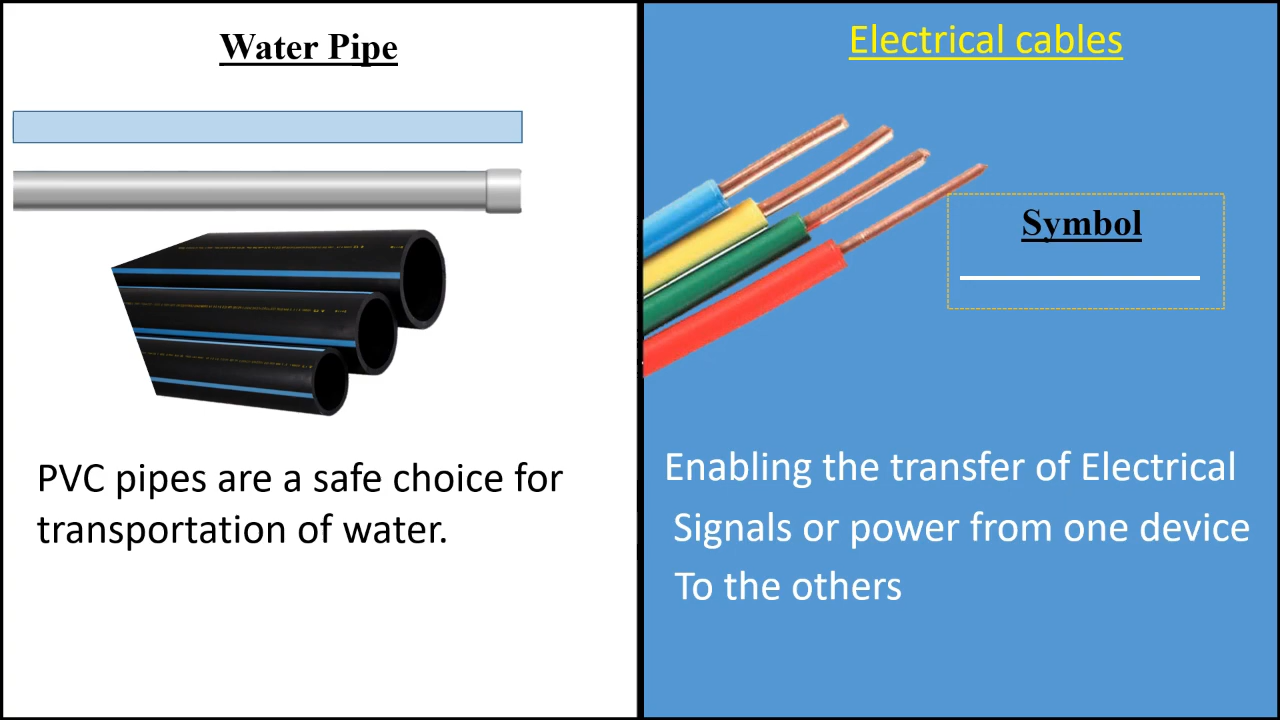 Water Pipe
PVC pipes are a safe choice for
transportation of water.
Electrical cables
Symbol
Enabling the transfer of Electrical
Signals or power from one device
To the others